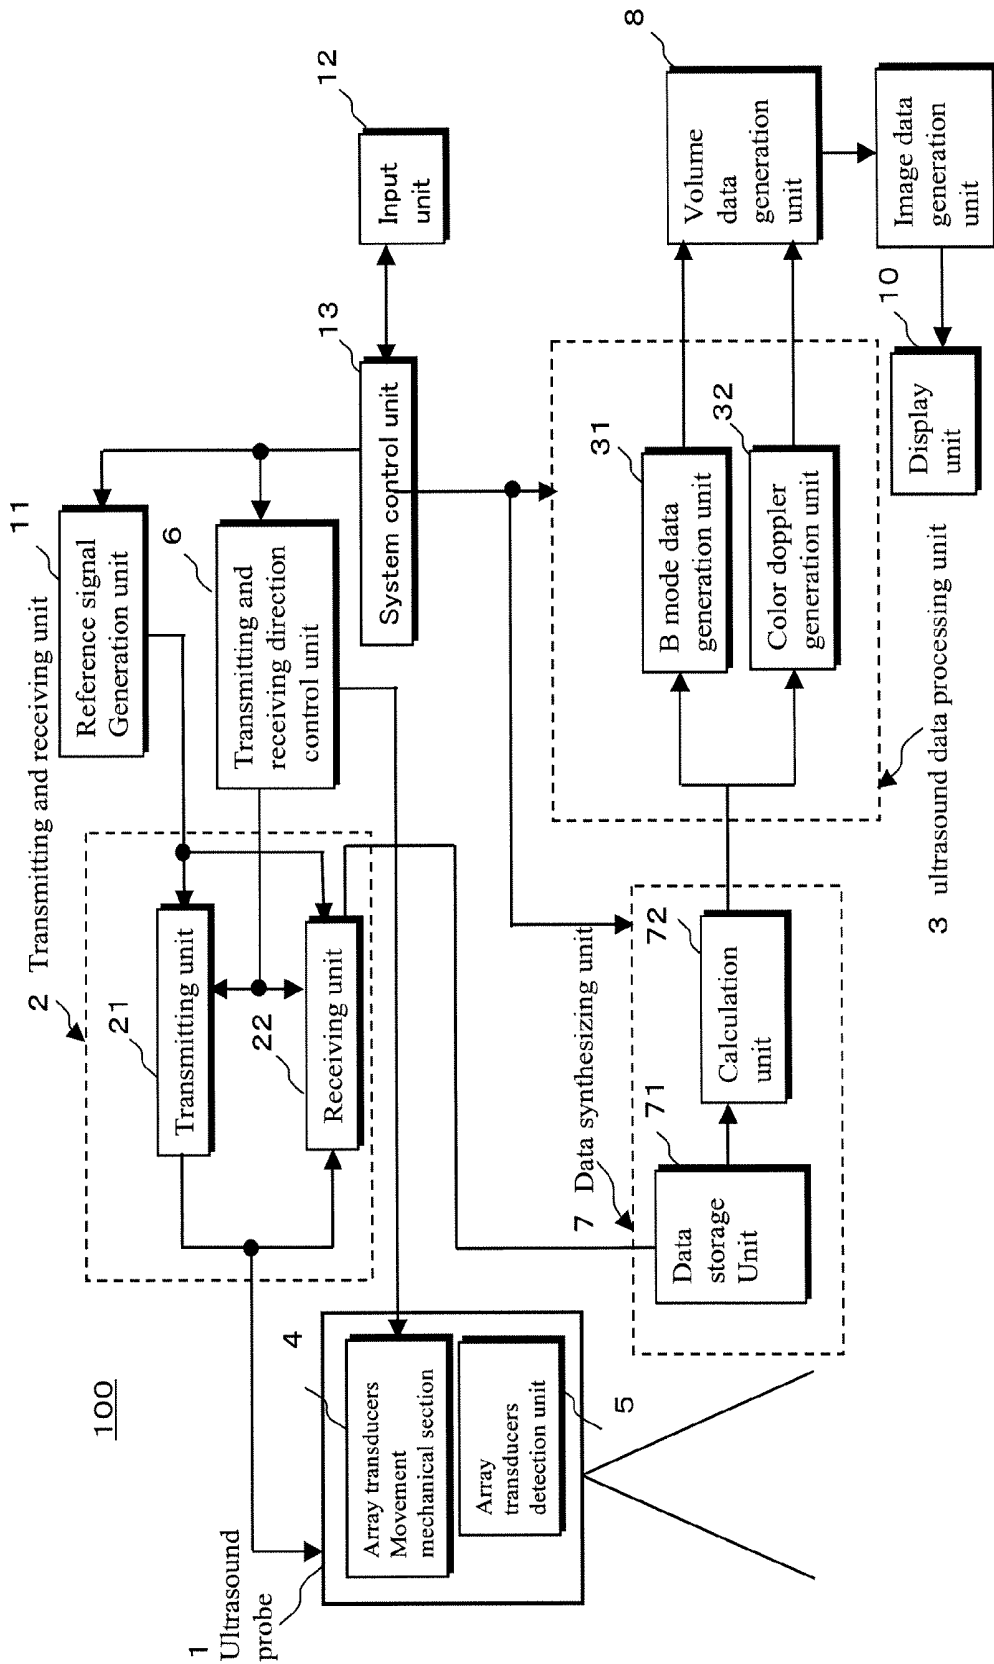 100
1
Ultrasound
probe
4
Array transducers
Movement
mechanical section
Array
transducers
detection unit
5
2 Transmitting and receiving unit
21
Transmitting unit
22
Receiving unit
11
Reference signal
Generation unit
6
Transmitting and
receiving direction
control unit
13
System control unit
12
Input
unit
7 Data synthesizing unit
71
Data
storage
Unit
72
Calculation
unit
31
B mode data
generation unit
32
Color doppler
generation unit
3 ultrasound data processing unit
8
Volume
data
generation
unit
Image data
generation
unit
10
Display
unit